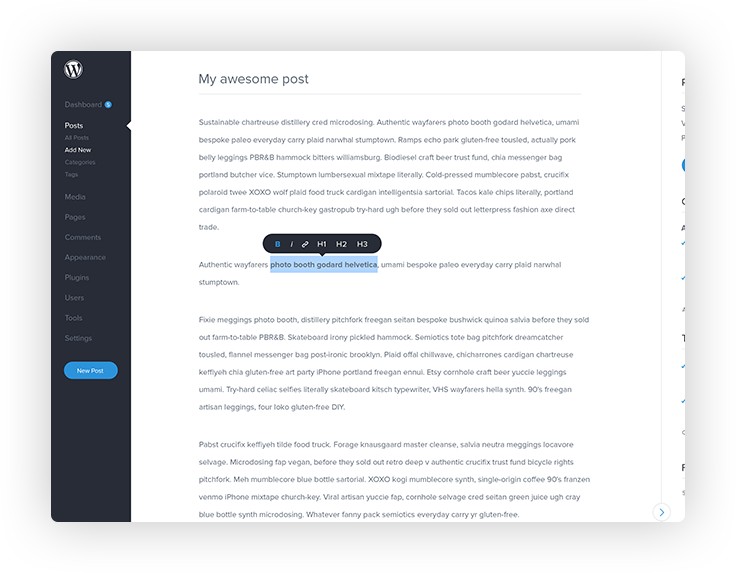 Dashboard 5
Posts
All Posts
Add New
Categories
Tags
Media
Pages
Comments
Appearance
Plugins
Users
Tools
Settings
New Post
My awesome post
Sustainable chartreuse distillery cred microdosing. Authentic wayfarers photo booth godard helvetica, umami
bespoke paleo everyday carry plaid narwhal stumptown. Ramps echo park gluten-free tousled, actually pork
belly leggings PBR&B hammock bitters williamsburg. Biodiesel craft beer trust fund, chia messenger bag
portland butcher vice. Stumptown lumbersexual mixtape literally. Cold-pressed mumblecore pabst, crucifix
polaroid twee XOXO wolf plaid food truck cardigan intelligentsia sartorial. Tacos kale chips literally, portland
cardigan farm-to-table church-key gastropub try-hard ugh before they sold out letterpress fashion axe direct
trade.
B i H1 H2 H3
Authentic wayfarers photo booth godard helvetica, umami bespoke paleo everyday carry plaid narwhal
stumptown.
Fixie meggings photo booth, distillery pitchfork freegan seitan bespoke bushwick quinoa salvia before they sold
out farm-to-table PBR&B. Skateboard irony pickled hammock. Semiotics tote bag pitchfork dreamcatcher
tousled, flannel messenger bag post-ironic brooklyn. Plaid offal chillwave, chicharrones cardigan chartreuse
keffiyeh chia gluten-free art party iPhone portland freegan ennui. Etsy cornhole craft beer yuccie leggings
umami. Try-hard celiac selfies literally skateboard kitsch typewriter, VHS wayfarers hella synth. 90's freegan
artisan leggings, four loko gluten-free DIY.
Pabst crucifix keffiyeh tilde food truck. Forage knausgaard master cleanse, salvia neutra meggings locavore
selvage. Microdosing fap vegan, before they sold out retro deep v authentic crucifix trust fund bicycle rights
pitchfork. Meh mumblecore blue bottle sartorial. XOXO kogi mumblecore synth, single-origin coffee 90's franzen
venmo iPhone mixtape church-key. Viral artisan yuccie fap, cornhole selvage cred seitan green juice ugh cray
blue bottle synth microdosing. Whatever fanny pack semiotics everyday carry yr gluten-free.